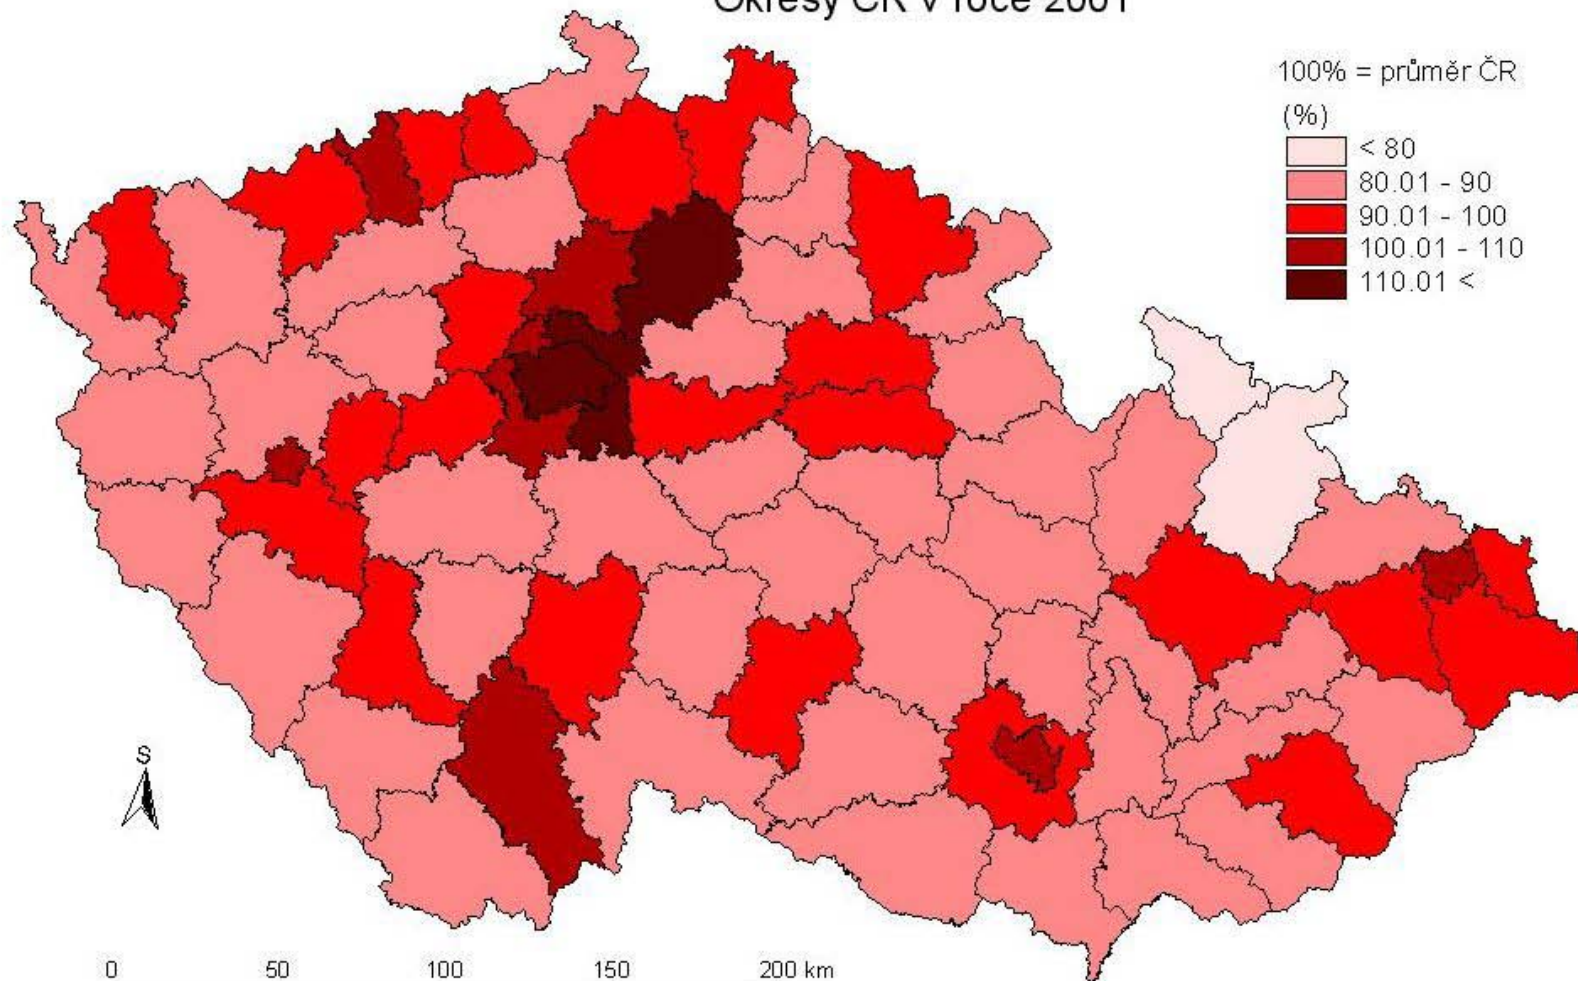 Okresy ČR v roce 2001
100% = průměr ČR
(%)
< 80
80.01 - 90
90.01 - 100
100.01 - 110
110.01 <
S
0 50 100 150 200 km